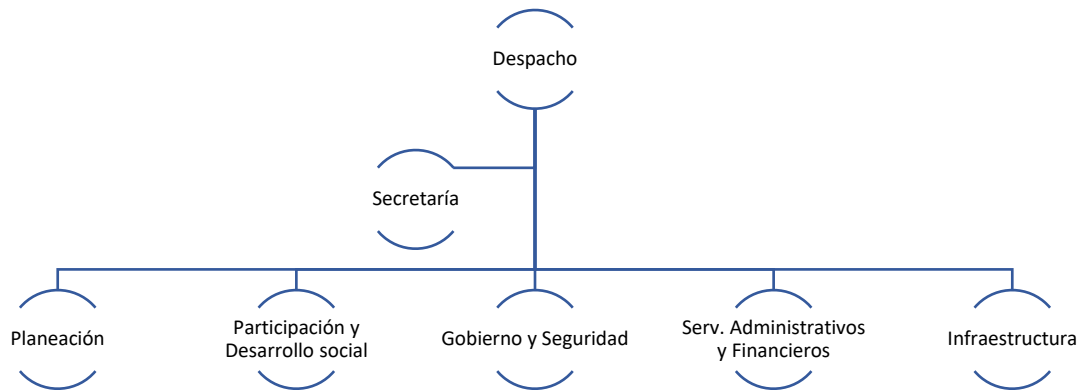 Despacho
Secretaría
Planeación
Participación y
Desarrollo social
Gobierno y Seguridad
Serv. Administrativos
y Financieros
Infraestructura